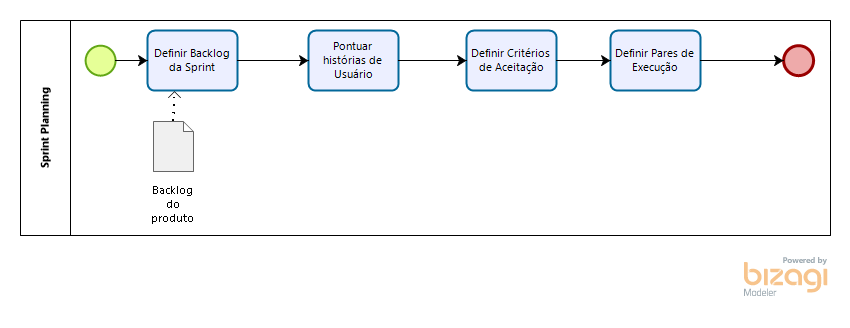 Sprint Planning
Definir Backlog
da Sprint
Pontuar
histórias de
Usuário
Definir Critérios
de Aceitação
Definir Pares de
Execução
Backlog
do
produto
Powered by
bizagi
Modeler